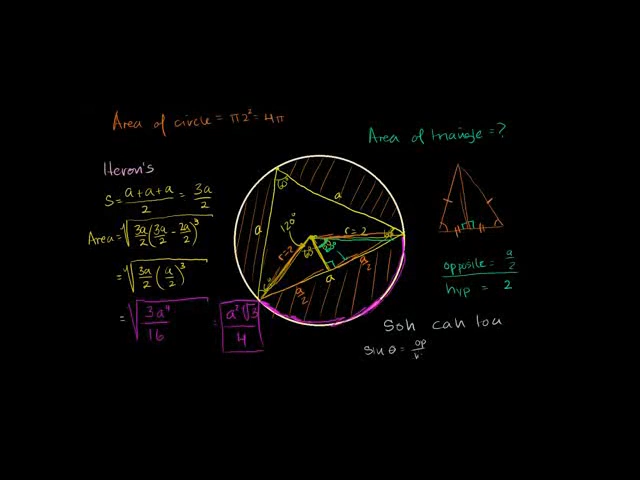 Area of circle = π2² = 4π
Area of triangle = ?
Heron's
S = a+a+a/2 = 3a/2
Area = √(3a/2(3a/2 - 2a/2)³)
= √(3a/2(a/2)³)
= √(3a⁴/16) = a²√3/4
a
a
a
120°
r=2
r=2
60°
60°
a/2
a/2
opposite = a/2
hyp = 2
Soh cah toa
sin θ = op